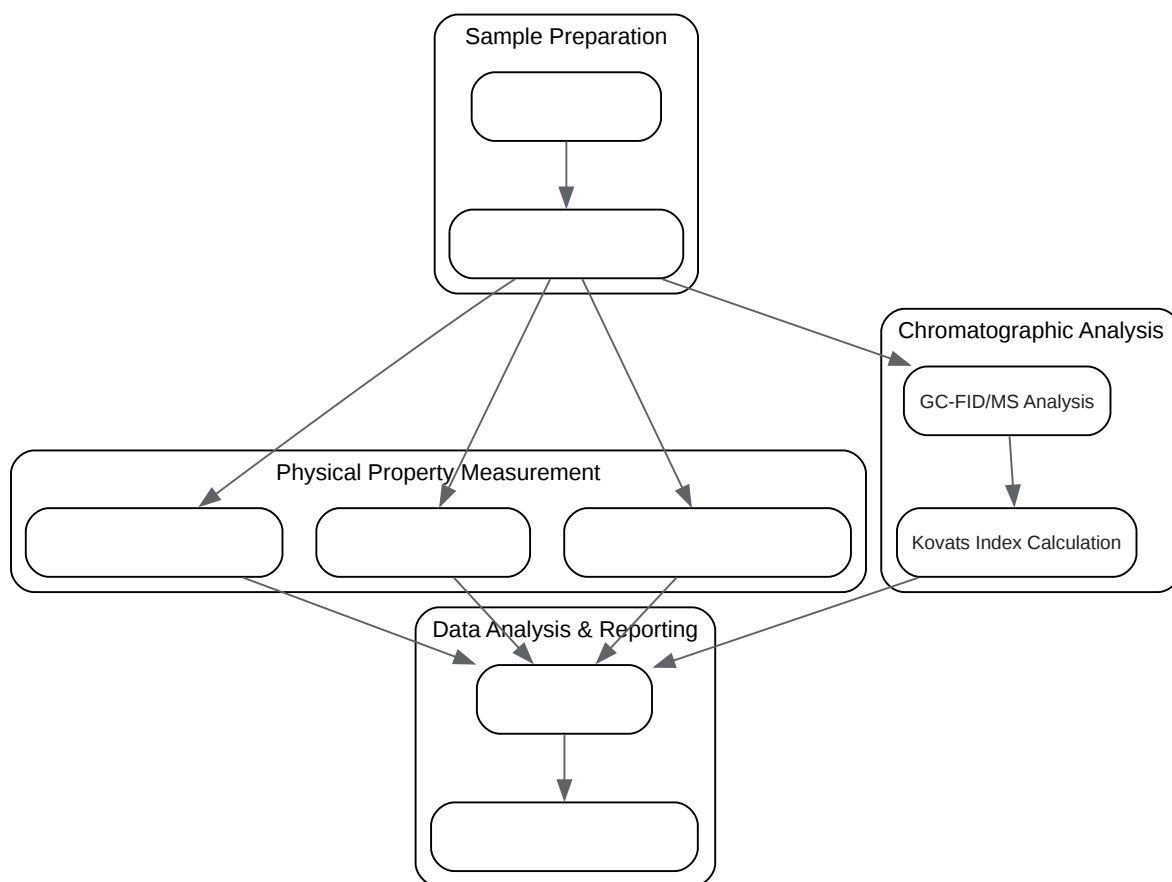 Sample Preparation
Chromatographic Analysis
GC-FID/MS Analysis
Physical Property Measurement
Kovats Index Calculation
Data Analysis & Reporting